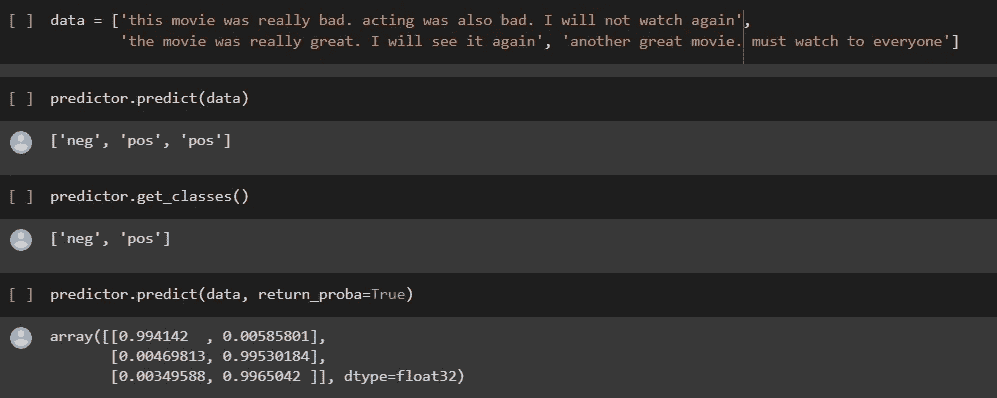 [ ] data = ['this movie was really bad. acting was also bad. I will not watch again',
'the movie was really great. I will see it again', 'another great movie. must watch to everyone']
[ ] predictor.predict(data)
['neg', 'pos', 'pos']
[ ] predictor.get_classes()
['neg', 'pos']
[ ] predictor.predict(data, return_proba=True)
array([[0.994142  , 0.00585801],
[0.00469813, 0.99530184],
[0.00349588, 0.9965042 ]], dtype=float32)